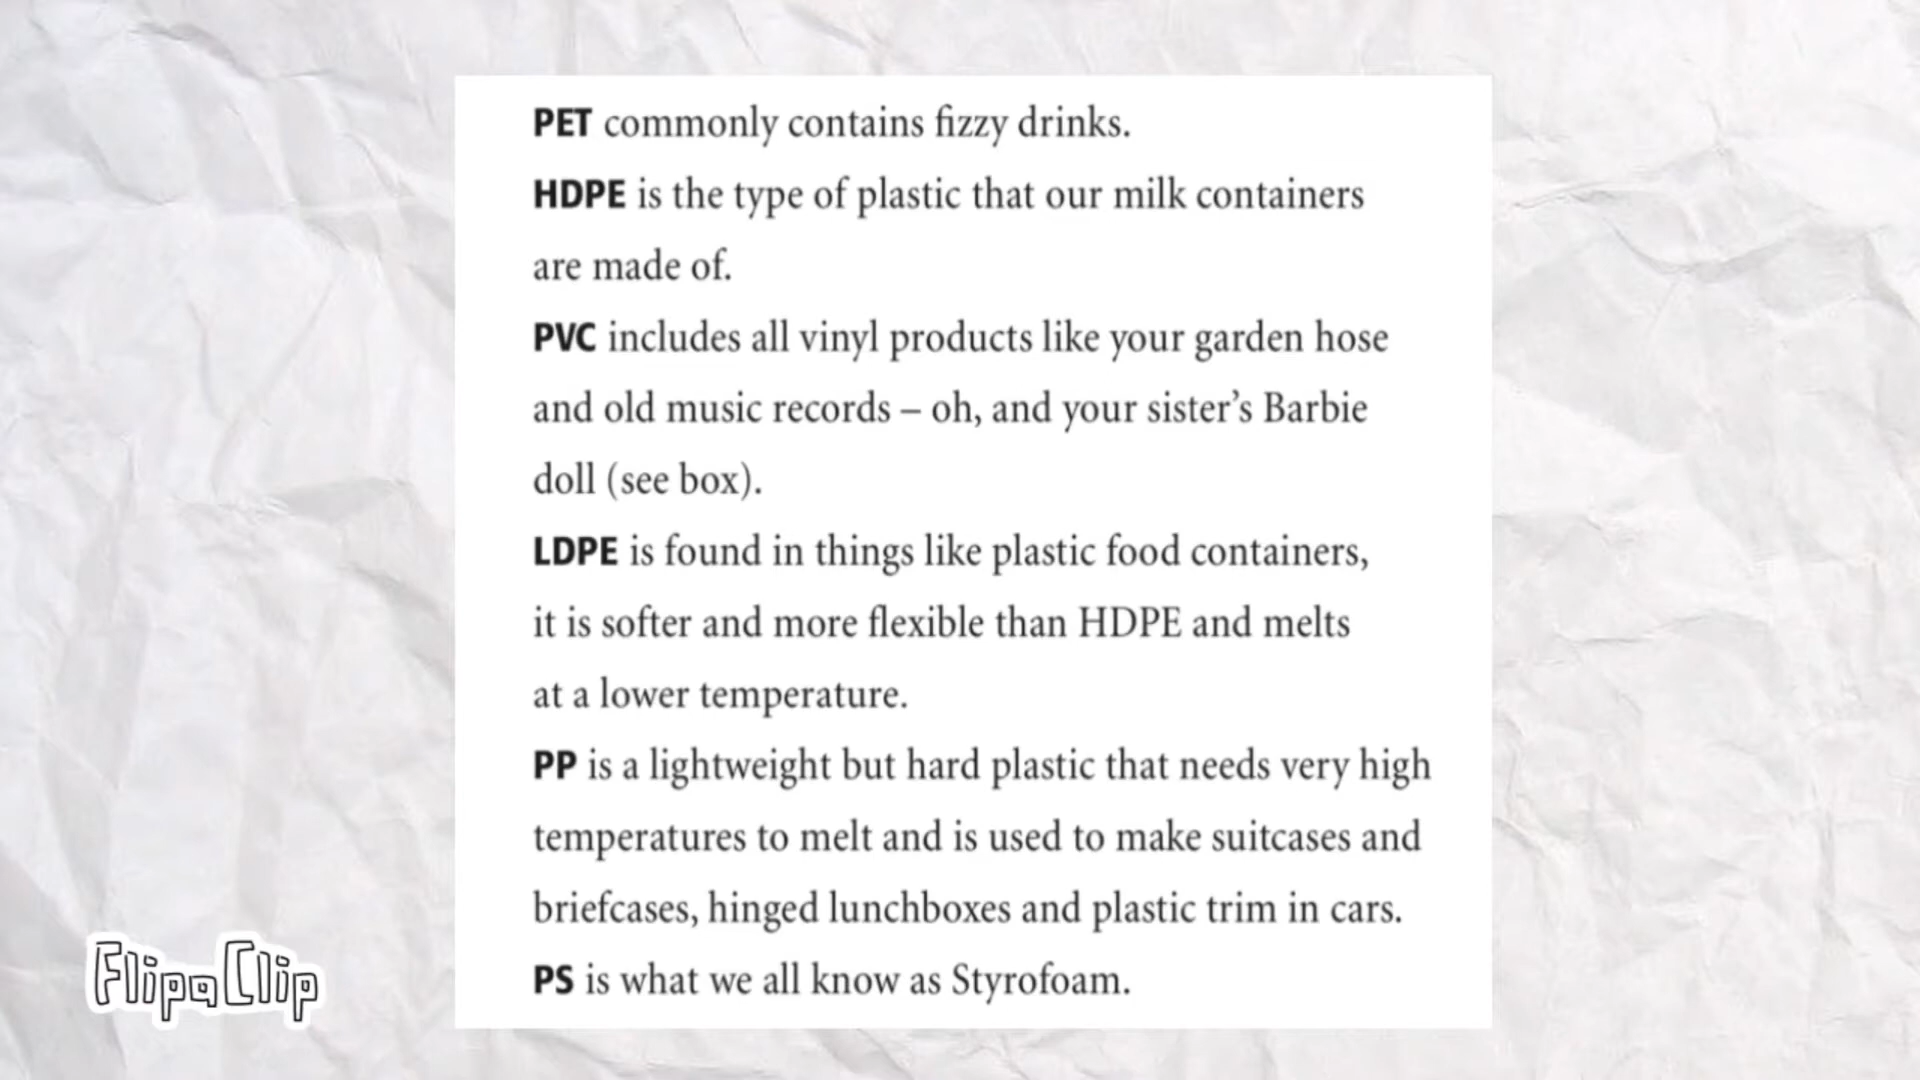 PET commonly contains fizzy drinks.
HDPE is the type of plastic that our milk containers
are made of.
PVC includes all vinyl products like your garden hose
and old music records – oh, and your sister’s Barbie
doll (see box).
LDPE is found in things like plastic food containers,
it is softer and more flexible than HDPE and melts
at a lower temperature.
PP is a lightweight but hard plastic that needs very high
temperatures to melt and is used to make suitcases and
briefcases, hinged lunchboxes and plastic trim in cars.
PS is what we all know as Styrofoam.
FlipaClip